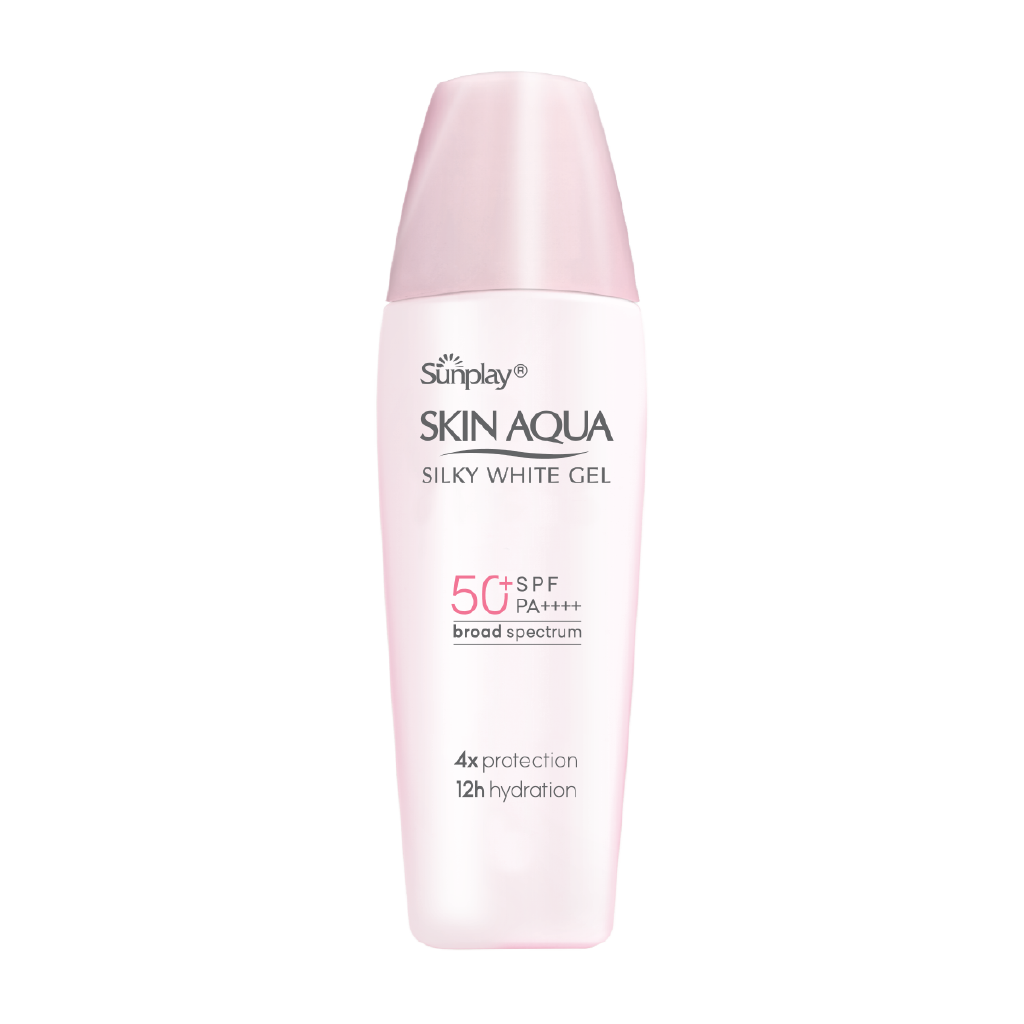 Sunplay®
SKIN AQUA
SILKY WHITE GEL
50+ SPF
PA++++
broad spectrum
4x protection
12h hydration